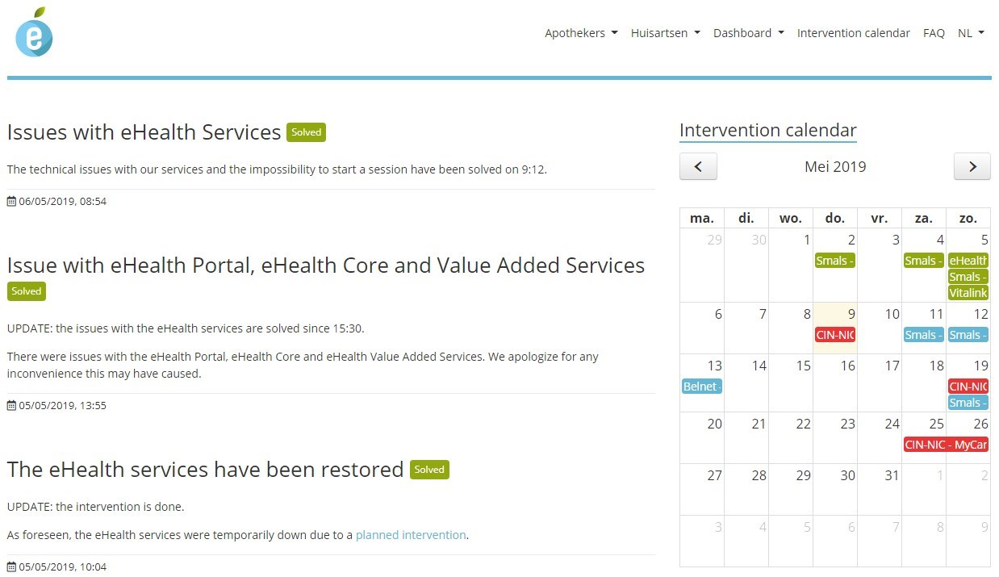 e
Apothekers Huisartsen Dashboard Intervention calendar FAQ NL
Issues with eHealth Services Solved
The technical issues with our services and the impossibility to start a session have been solved on 9:12.
06/05/2019, 08:54
Issue with eHealth Portal, eHealth Core and Value Added Services
Solved
UPDATE: the issues with the eHealth services are solved since 15:30.
There were issues with the eHealth Portal, eHealth Core and eHealth Value Added Services. We apologize for any
inconvenience this may have caused.
05/05/2019, 13:55
The eHealth services have been restored Solved
UPDATE: the intervention is done.
As foreseen, the eHealth services were temporarily down due to a planned intervention.
05/05/2019, 10:04
Intervention calendar
Mei 2019
ma. di. wo. do. vr. za. zo.
29 30 1 2 3 4 5
Smals - Smals - eHealth
Smals -
Vitalink
6 7 8 9 10 11 12
CIN-NIC Smals - Smals -
13 14 15 16 17 18 19
Belnet - CIN-NIC
Smals -
20 21 22 23 24 25 26
CIN-NIC - MyCar
27 28 29 30 31 1 2
3 4 5 6 7 8 9